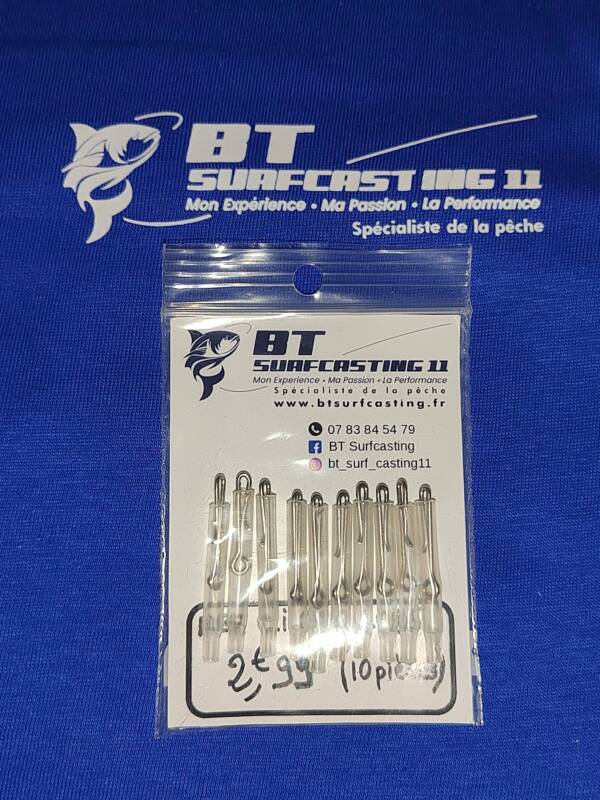 BT
SURFCASTING 11
Mon Expérience • Ma Passion • La Performance
Spécialiste de la pêche
BT
SURFCASTING 11
Mon Experience • Ma Passion • La Performance
Spécialiste de la pêche
www.btsurfcasting.fr
07 83 84 54 79
BT Surfcasting
bt_surf_casting11
2,€99 (10 pièces)